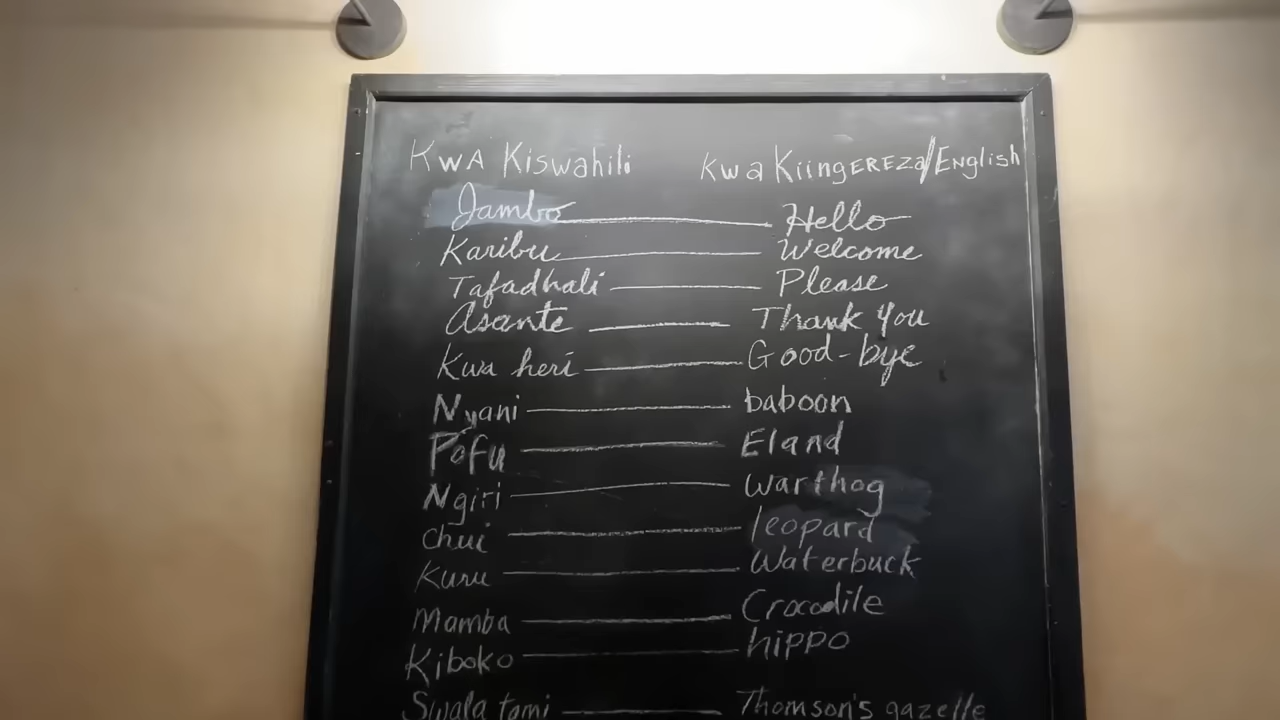 Kwa Kiswahili Kwa Kiingereza/English
Jambo Hello
Karibu Welcome
Tafadhali Please
Asante Thank You
Kwa heri Good-bye
Nyani baboon
Pofu Eland
Ngiri Warthog
Chui leopard
Kuru Waterbuck
Mamba Crocodile
Kiboko hippo
Swala tomi Thomson's gazelle